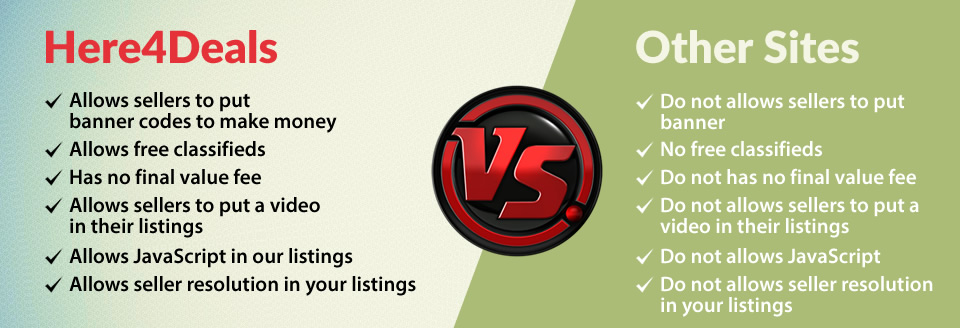 Here4Deals
Allows sellers to put
banner codes to make money
Allows free classifieds
Has no final value fee
Allows sellers to put a video
in their listings
Allows JavaScript in our listings
Allows seller resolution in your listings
VS.
Other Sites
Do not allows sellers to put
banner
No free classifieds
Do not has no final value fee
Do not allows sellers to put a
video in their listings
Do not allows JavaScript
Do not allows seller resolution
in your listings